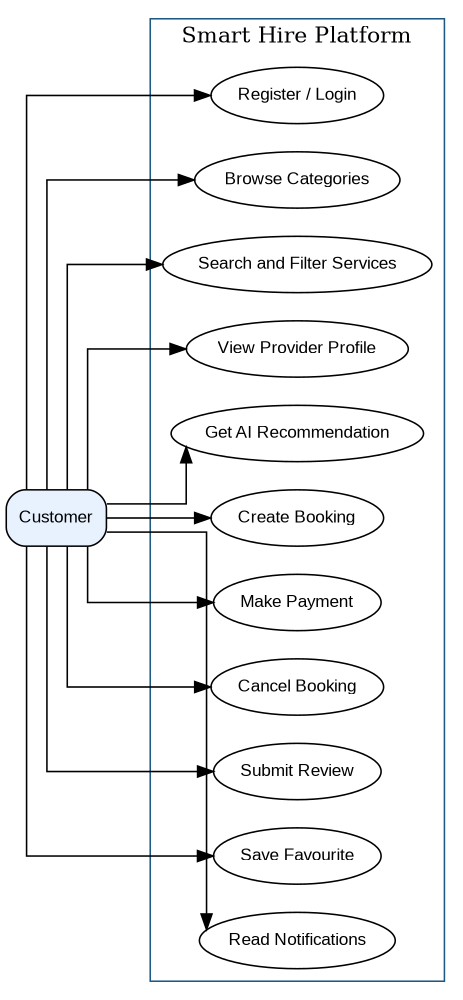 Smart Hire Platform
Register / Login
Browse Categories
Search and Filter Services
View Provider Profile
Get AI Recommendation
Customer
Create Booking
Make Payment
Cancel Booking
Submit Review
Save Favourite
Read Notifications